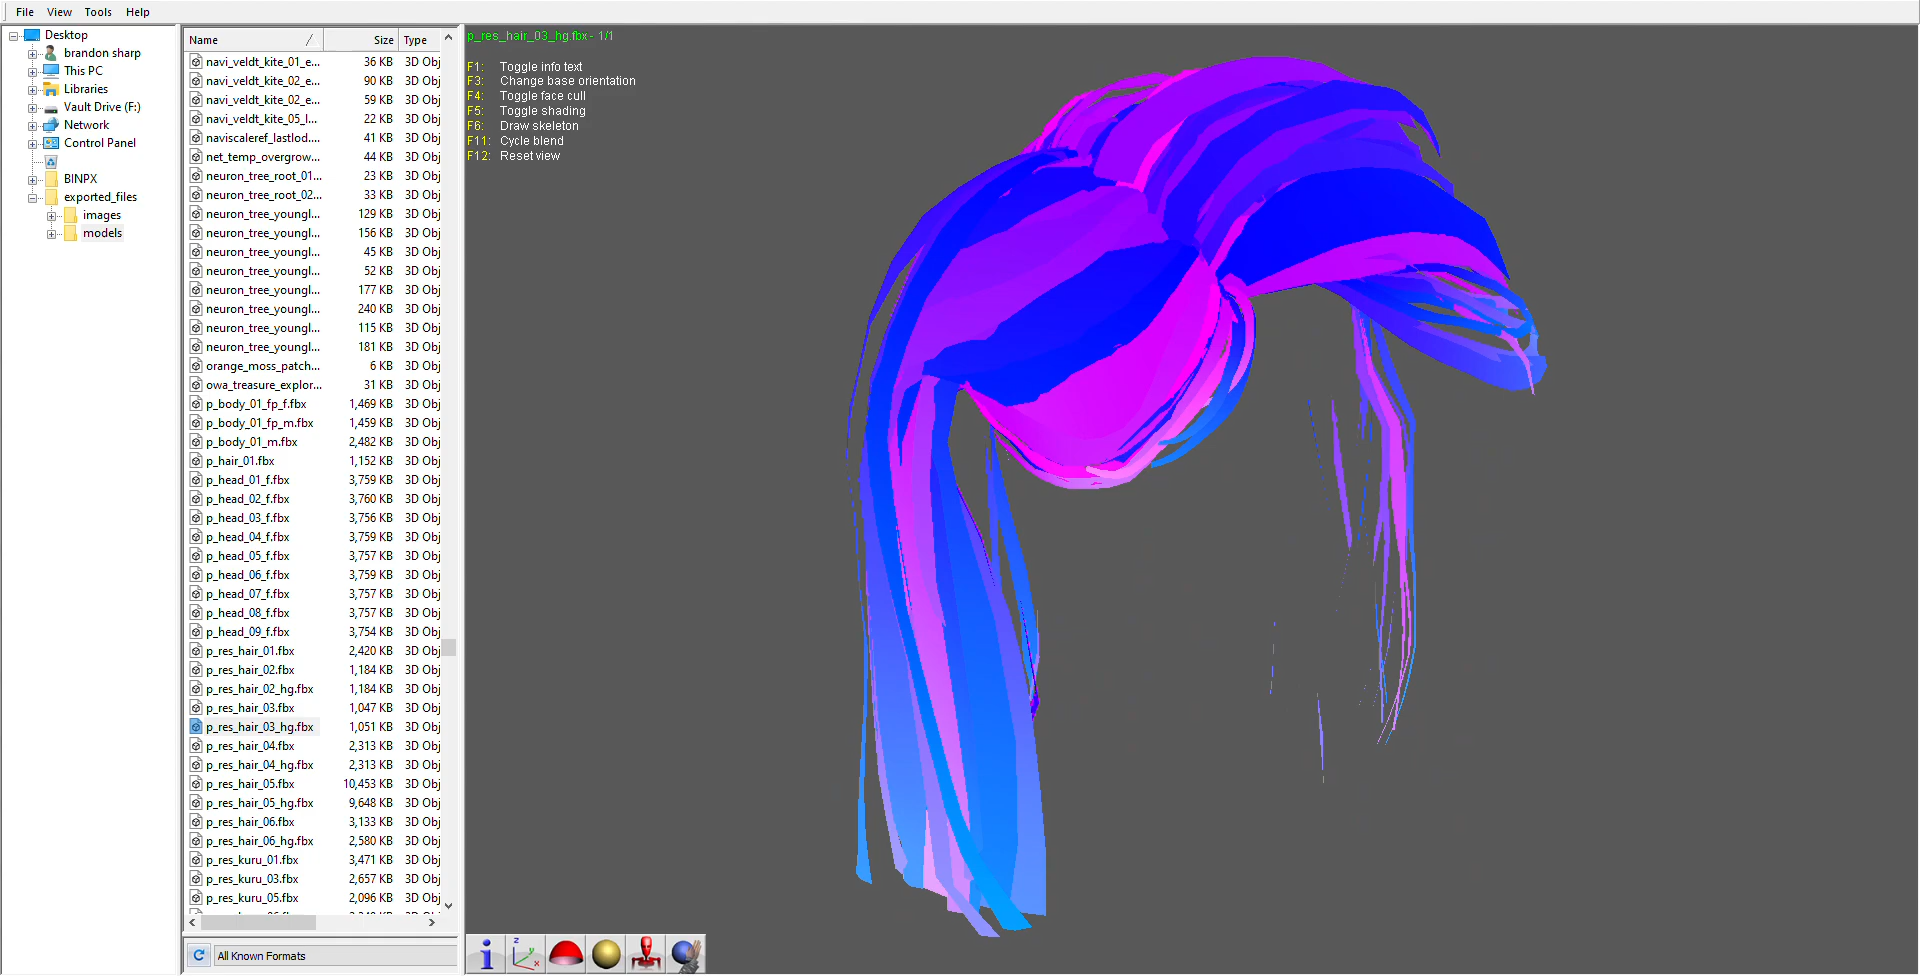 File View Tools Help
Desktop
brandon sharp
This PC
Libraries
Vault Drive (F:)
Network
Control Panel
BINPX
exported_files
images
models
Name Size Type
navi_veldt_kite_01_e... 36 KB 3D Obj
navi_veldt_kite_02_e... 90 KB 3D Obj
navi_veldt_kite_02_e... 59 KB 3D Obj
navi_veldt_kite_05_l... 22 KB 3D Obj
naviscaleref_lastlod... 41 KB 3D Obj
net_temp_overgrow... 44 KB 3D Obj
neuron_tree_root_01... 23 KB 3D Obj
neuron_tree_root_02... 33 KB 3D Obj
neuron_tree_youngl... 129 KB 3D Obj
neuron_tree_youngl... 156 KB 3D Obj
neuron_tree_youngl... 45 KB 3D Obj
neuron_tree_youngl... 52 KB 3D Obj
neuron_tree_youngl... 177 KB 3D Obj
neuron_tree_youngl... 240 KB 3D Obj
neuron_tree_youngl... 115 KB 3D Obj
neuron_tree_youngl... 181 KB 3D Obj
orange_moss_patch... 6 KB 3D Obj
owa_treasure_explor... 31 KB 3D Obj
p_body_01_fp_f.fbx 1,469 KB 3D Obj
p_body_01_fp_m.fbx 1,459 KB 3D Obj
p_body_01_m.fbx 2,482 KB 3D Obj
p_hair_01.fbx 1,152 KB 3D Obj
p_head_01_f.fbx 3,759 KB 3D Obj
p_head_02_f.fbx 3,760 KB 3D Obj
p_head_03_f.fbx 3,756 KB 3D Obj
p_head_04_f.fbx 3,759 KB 3D Obj
p_head_05_f.fbx 3,757 KB 3D Obj
p_head_06_f.fbx 3,759 KB 3D Obj
p_head_07_f.fbx 3,757 KB 3D Obj
p_head_08_f.fbx 3,757 KB 3D Obj
p_head_09_f.fbx 3,754 KB 3D Obj
p_res_hair_01.fbx 2,420 KB 3D Obj
p_res_hair_02.fbx 1,184 KB 3D Obj
p_res_hair_02_hg.fbx 1,184 KB 3D Obj
p_res_hair_03.fbx 1,047 KB 3D Obj
p_res_hair_03_hg.fbx 1,051 KB 3D Obj
p_res_hair_04.fbx 2,313 KB 3D Obj
p_res_hair_04_hg.fbx 2,313 KB 3D Obj
p_res_hair_05.fbx 10,453 KB 3D Obj
p_res_hair_05_hg.fbx 9,648 KB 3D Obj
p_res_hair_06.fbx 3,133 KB 3D Obj
p_res_hair_06_hg.fbx 2,580 KB 3D Obj
p_res_kuru_01.fbx 3,471 KB 3D Obj
p_res_kuru_03.fbx 2,657 KB 3D Obj
p_res_kuru_05.fbx 2,096 KB 3D Obj
All Known Formats
p_res_hair_03_hg.fbx - 1/1
F1: Toggle info text
F3: Change base orientation
F4: Toggle face cull
F5: Toggle shading
F6: Draw skeleton
F11: Cycle blend
F12: Reset view
z
y
x